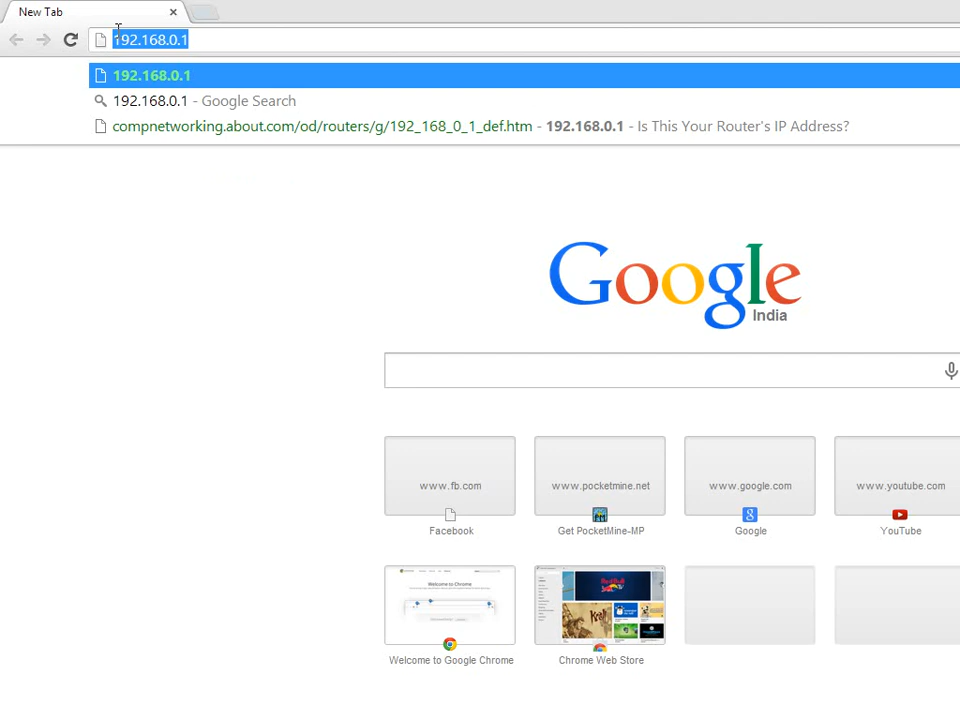 New Tab
192.168.0.1
192.168.0.1
192.168.0.1 - Google Search
compnetworking.about.com/od/routers/g/192_168_0_1_def.htm - 192.168.0.1 - Is This Your Router's IP Address?
Google
India
www.fb.com www.pocketmine.net www.google.com www.youtube.com
8
Facebook Get PocketMine-MP Google YouTube
Welcome to Chrome
Red Bull
Welcome to Google Chrome Chrome Web Store